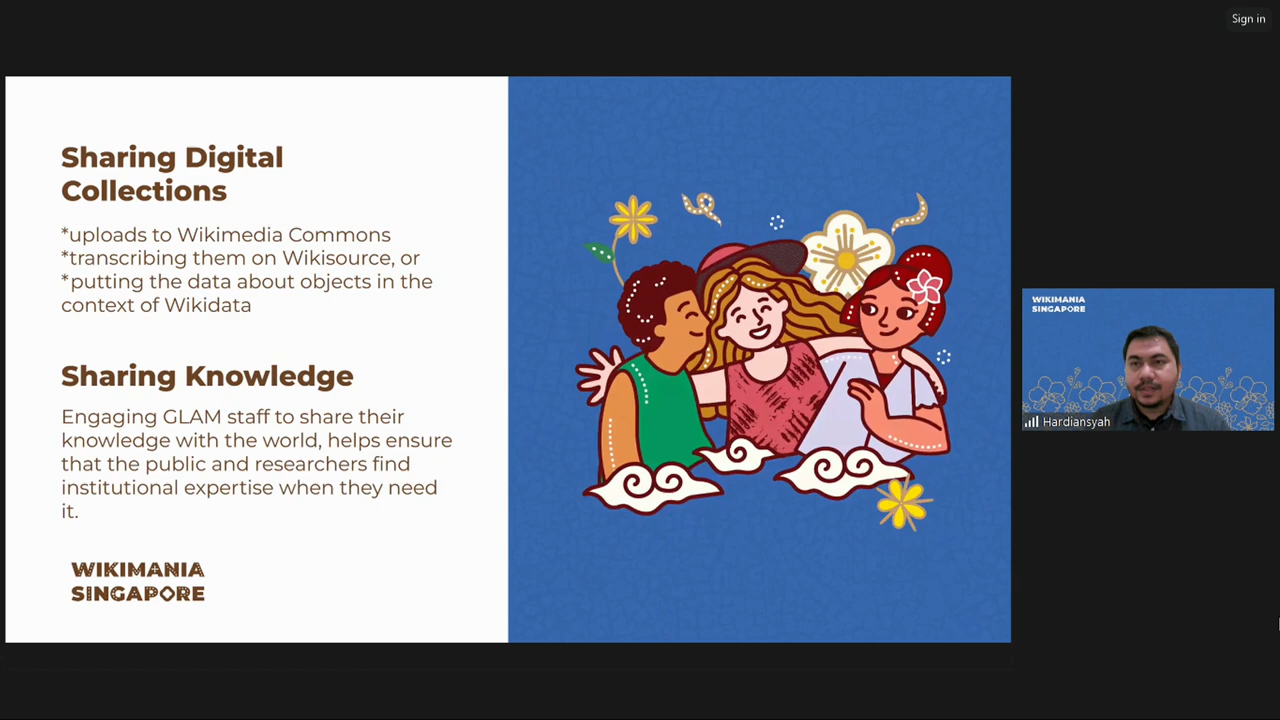 Sign in
Sharing Digital
Collections
*uploads to Wikimedia Commons
*transcribing them on Wikisource, or
*putting the data about objects in the
context of Wikidata
Sharing Knowledge
Engaging GLAM staff to share their
knowledge with the world, helps ensure
that the public and researchers find
institutional expertise when they need
it.
WIKIMANIA
SINGAPORE
WIKIMANIA
SINGAPORE
Hardiansyah